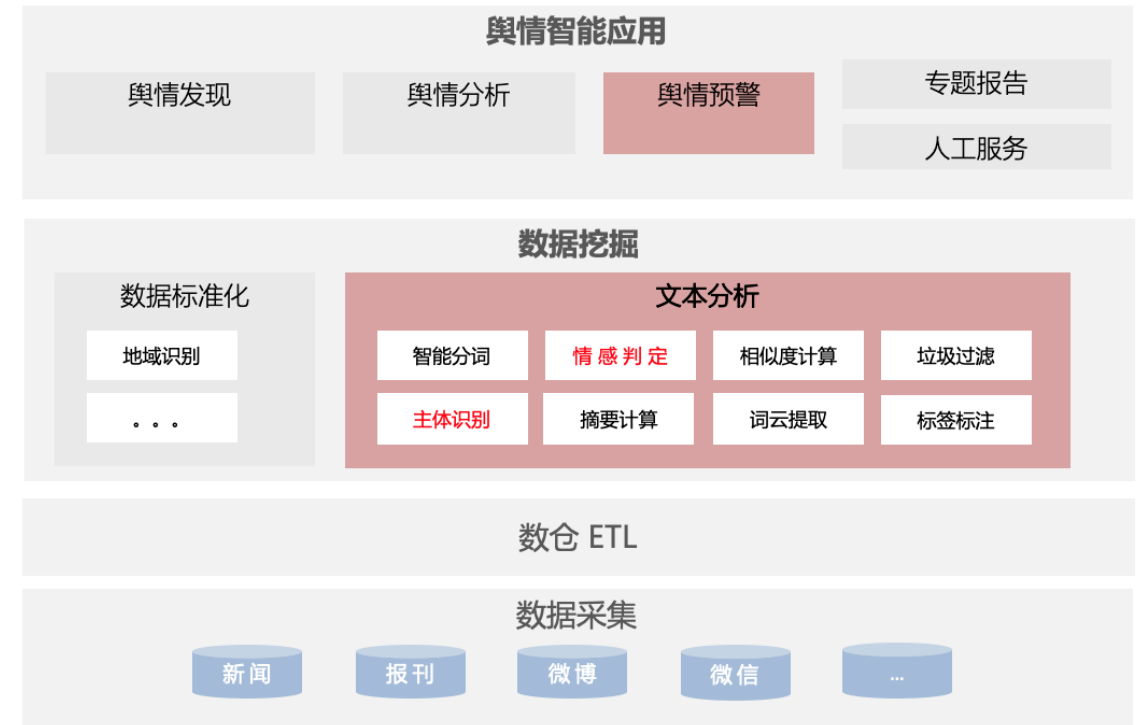 舆情智能应用
舆情发现
舆情分析
舆情预警
专题报告
人工服务
数据挖掘
数据标准化
地域识别
。。。
文本分析
智能分词
情感判定
相似度计算
垃圾过滤
主体识别
摘要计算
词云提取
标签标注
数仓 ETL
数据采集
新闻
报刊
微博
微信
...